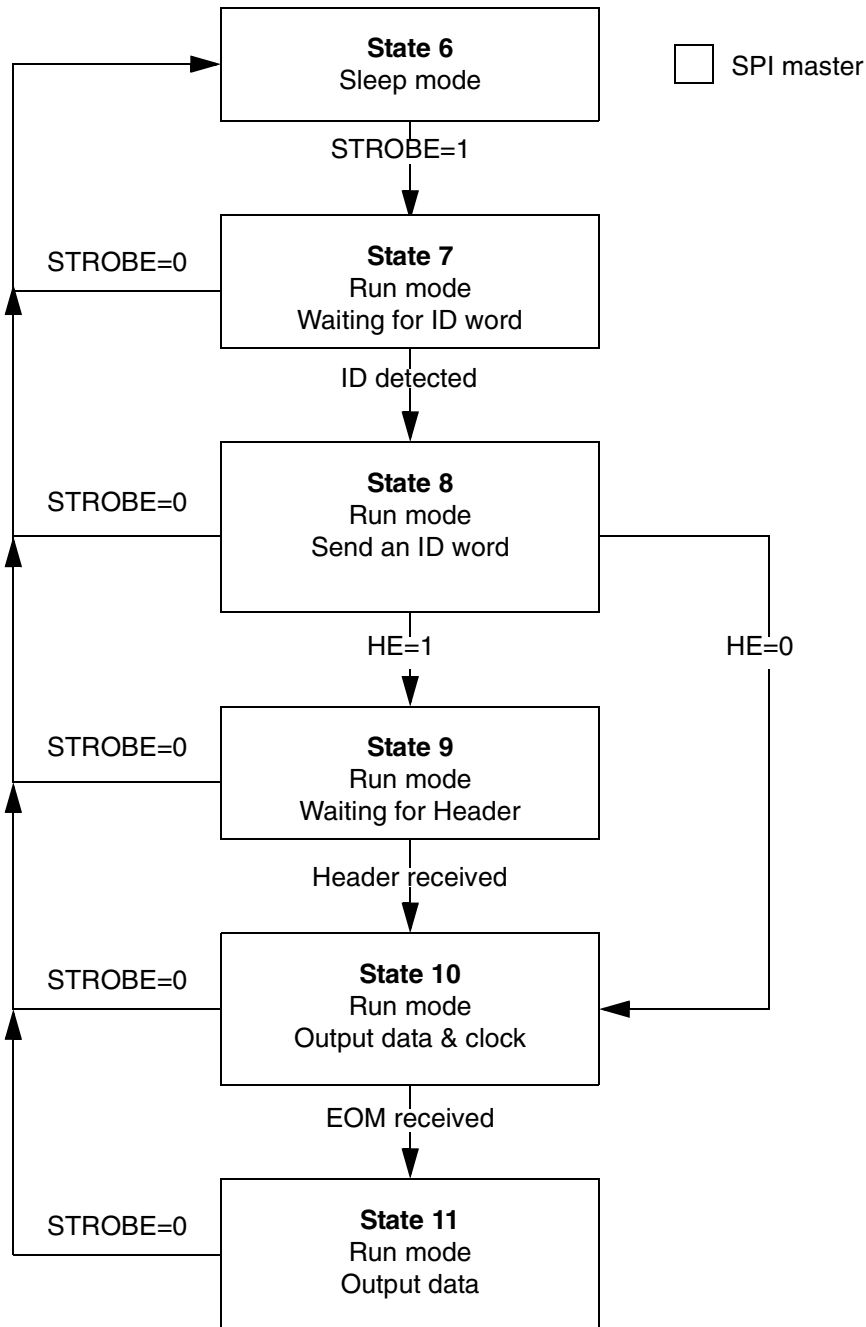 State 6
Sleep mode
SPI master
STROBE=1
State 7
Run mode
Waiting for ID word
STROBE=0
ID detected
State 8
Run mode
Send an ID word
STROBE=0
HE=1
HE=0
State 9
Run mode
Waiting for Header
STROBE=0
Header received
State 10
Run mode
Output data & clock
STROBE=0
EOM received
State 11
Run mode
Output data
STROBE=0